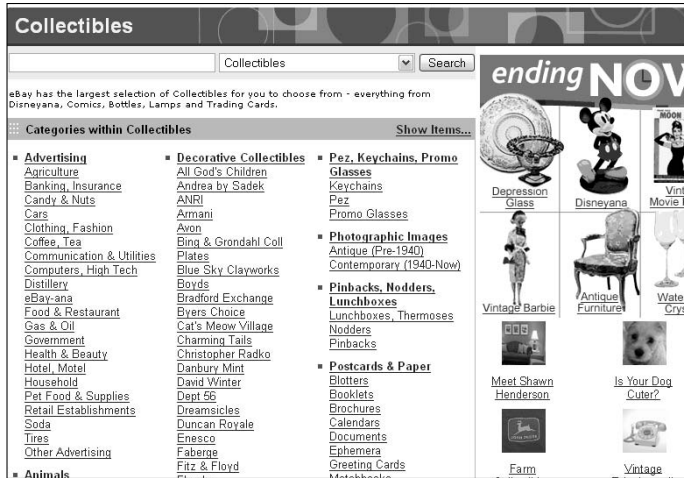 Collectibles
Collectibles
Search
eBay has the largest selection of Collectibles for you to choose from - everything from
Disneyana, Comics, Bottles, Lamps and Trading Cards.
Categories within Collectibles
Show Items...
Advertising
Agriculture
Banking, Insurance
Candy & Nuts
Cars
Clothing, Fashion
Coffee, Tea
Communication & Utilities
Computers, High Tech
Distillery
eBay-ana
Food & Restaurant
Gas & Oil
Government
Health & Beauty
Hotel, Motel
Household
Pet Food & Supplies
Retail Establishments
Soda
Tires
Other Advertising
Animals
Decorative Collectibles
All God's Children
Andrea by Sadek
ANRI
Armani
Avon
Bing & Grondahl Coll
Plates
Blue Sky Clayworks
Boyds
Bradford Exchange
Byers Choice
Cat's Meow Village
Charming Tails
Christopher Radko
Danbury Mint
David Winter
Dept 56
Dreamsicles
Duncan Royale
Enesco
Faberge
Fitz & Floyd
Pez, Keychains, Promo
Glasses
Keychains
Pez
Promo Glasses
Photographic Images
Antique (Pre-1940)
Contemporary (1940-Now)
Pinbacks, Nodders,
Lunchboxes
Lunchboxes, Thermoses
Nodders
Pinbacks
Postcards & Paper
Blotters
Booklets
Brochures
Calendars
Documents
Ephemera
Greeting Cards
Matchbooks
ending NOW
MOON
Depression
Glass
Disneyana
Vint
Movie
Vintage Barbie
Antique
Furniture
Wate
Crys
Meet Shawn
Henderson
Is Your Dog
Cuter?
Farm
Vintage